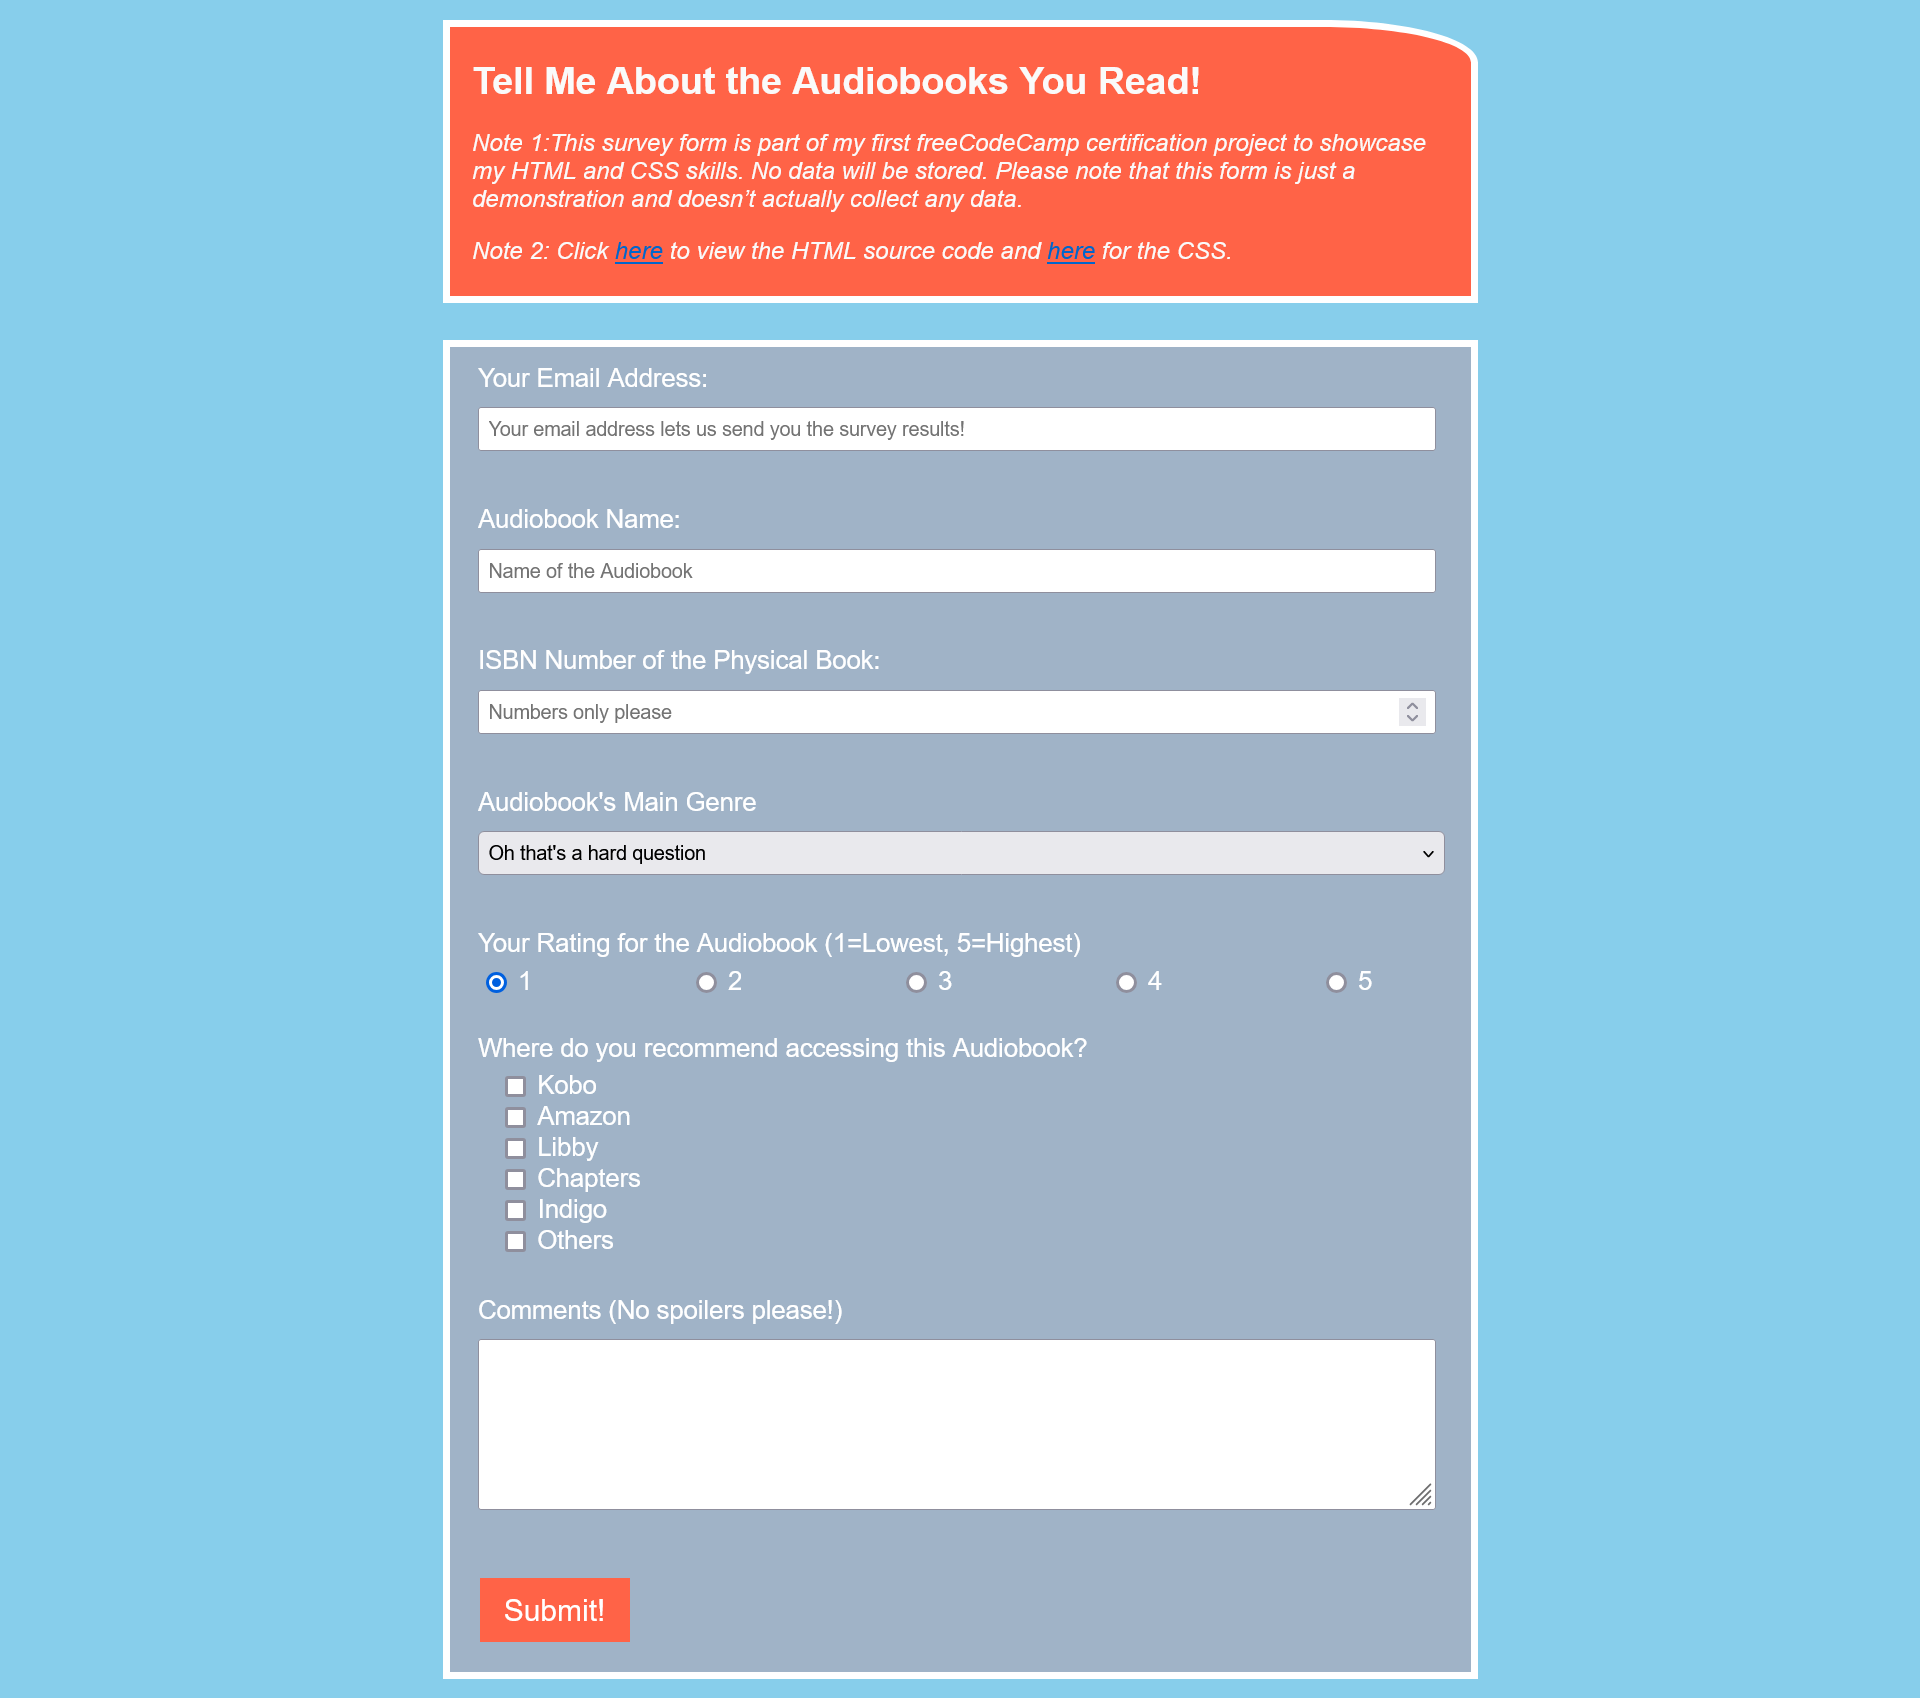 Tell Me About the Audiobooks You Read!
Note 1:This survey form is part of my first freeCodeCamp certification project to showcase
my HTML and CSS skills. No data will be stored. Please note that this form is just a
demonstration and doesn’t actually collect any data.
Note 2: Click here to view the HTML source code and here for the CSS.
Your Email Address:
Your email address lets us send you the survey results!
Audiobook Name:
Name of the Audiobook
ISBN Number of the Physical Book:
Numbers only please
Audiobook's Main Genre
Oh that's a hard question
Your Rating for the Audiobook (1=Lowest, 5=Highest)
1 2 3 4 5
Where do you recommend accessing this Audiobook?
Kobo
Amazon
Libby
Chapters
Indigo
Others
Comments (No spoilers please!)
Submit!